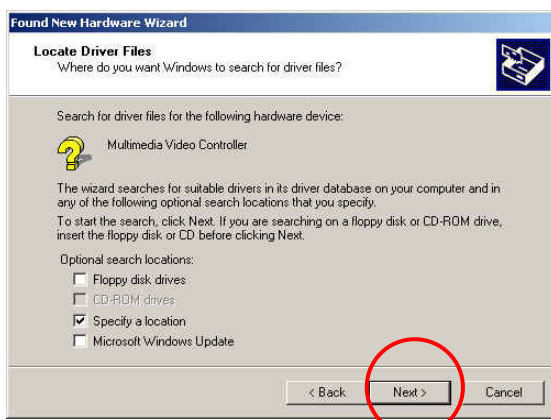 Found New Hardware Wizard
Locate Driver Files
Where do you want Windows to search for driver files?
Search for driver files for the following hardware device:
Multimedia Video Controller
The wizard searches for suitable drivers in its driver database on your computer and in
any of the following optional search locations that you specify.
To start the search, click Next. If you are searching on a floppy disk or CD-ROM drive,
insert the floppy disk or CD before clicking Next.
Optional search locations:
Floppy disk drives
CD-ROM drives
Specify a location
Microsoft Windows Update
< Back Next > Cancel